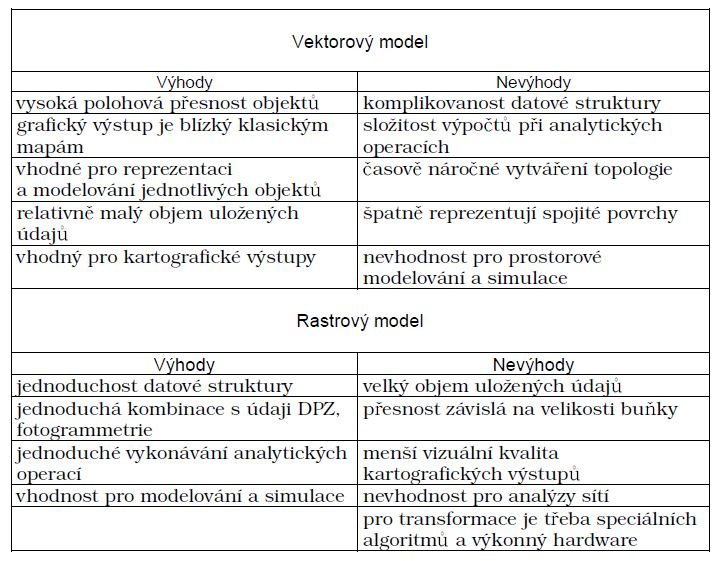 Vektorový model
Výhody Nevýhody
vysoká polohová přesnost objektů komplikovanost datové struktury
grafický výstup je blízký klasickým složitost výpočtů při analytických
mapám operacích
vhodné pro reprezentaci časově náročné vytváření topologie
a modelování jednotlivých objektů
relativně malý objem uložených špatně reprezentují spojité povrchy
údajů
vhodný pro kartografické výstupy nevhodnost pro prostorové
modelování a simulace
Rastrový model
Výhody Nevýhody
jednoduchost datové struktury velký objem uložených údajů
jednoduchá kombinace s údaji DPZ, přesnost závislá na velikosti buňky
fotogrammetrie
jednoduché vykonávání analytických menší vizuální kvalita
operací kartografických výstupů
vhodnost pro modelování a simulace nevhodnost pro analýzy sítí
pro transformace je třeba speciálních
algoritmů a výkonný hardware